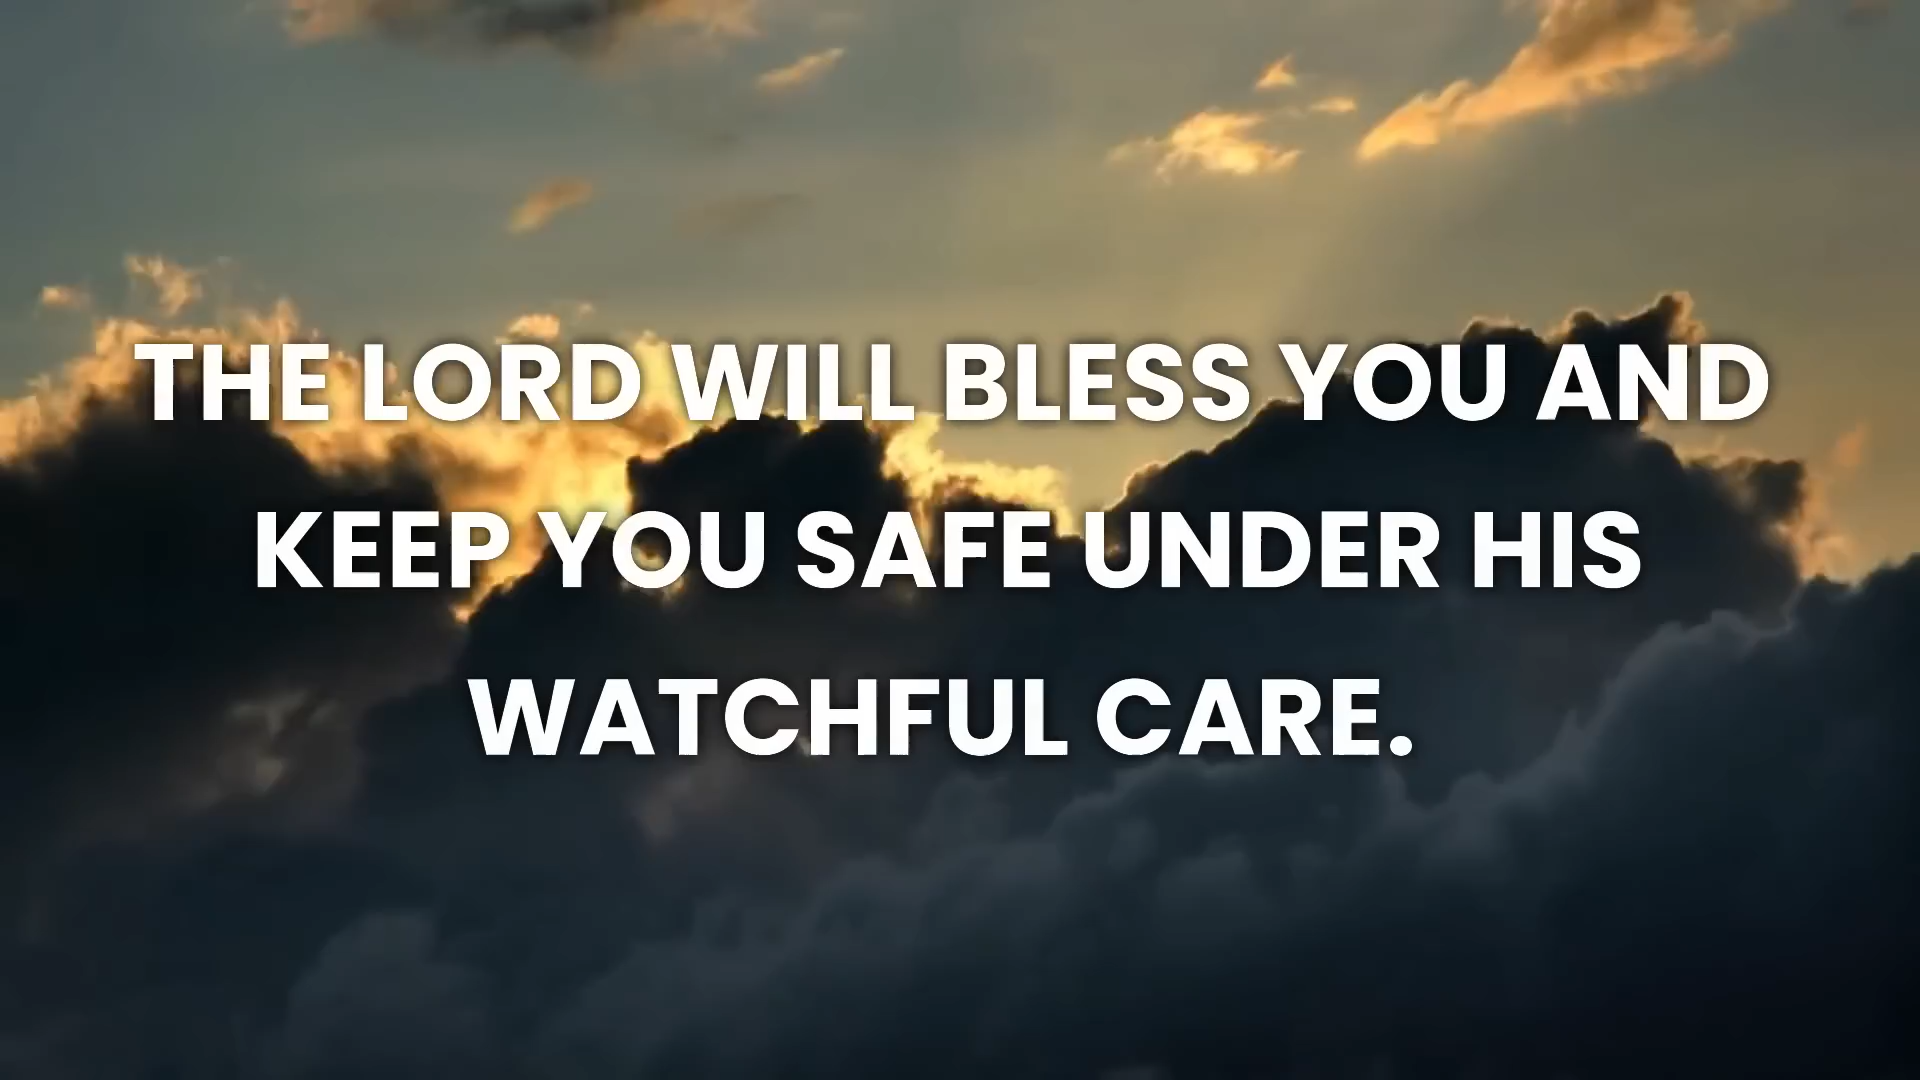 THE LORD WILL BLESS YOU AND
KEEP YOU SAFE UNDER HIS
WATCHFUL CARE.